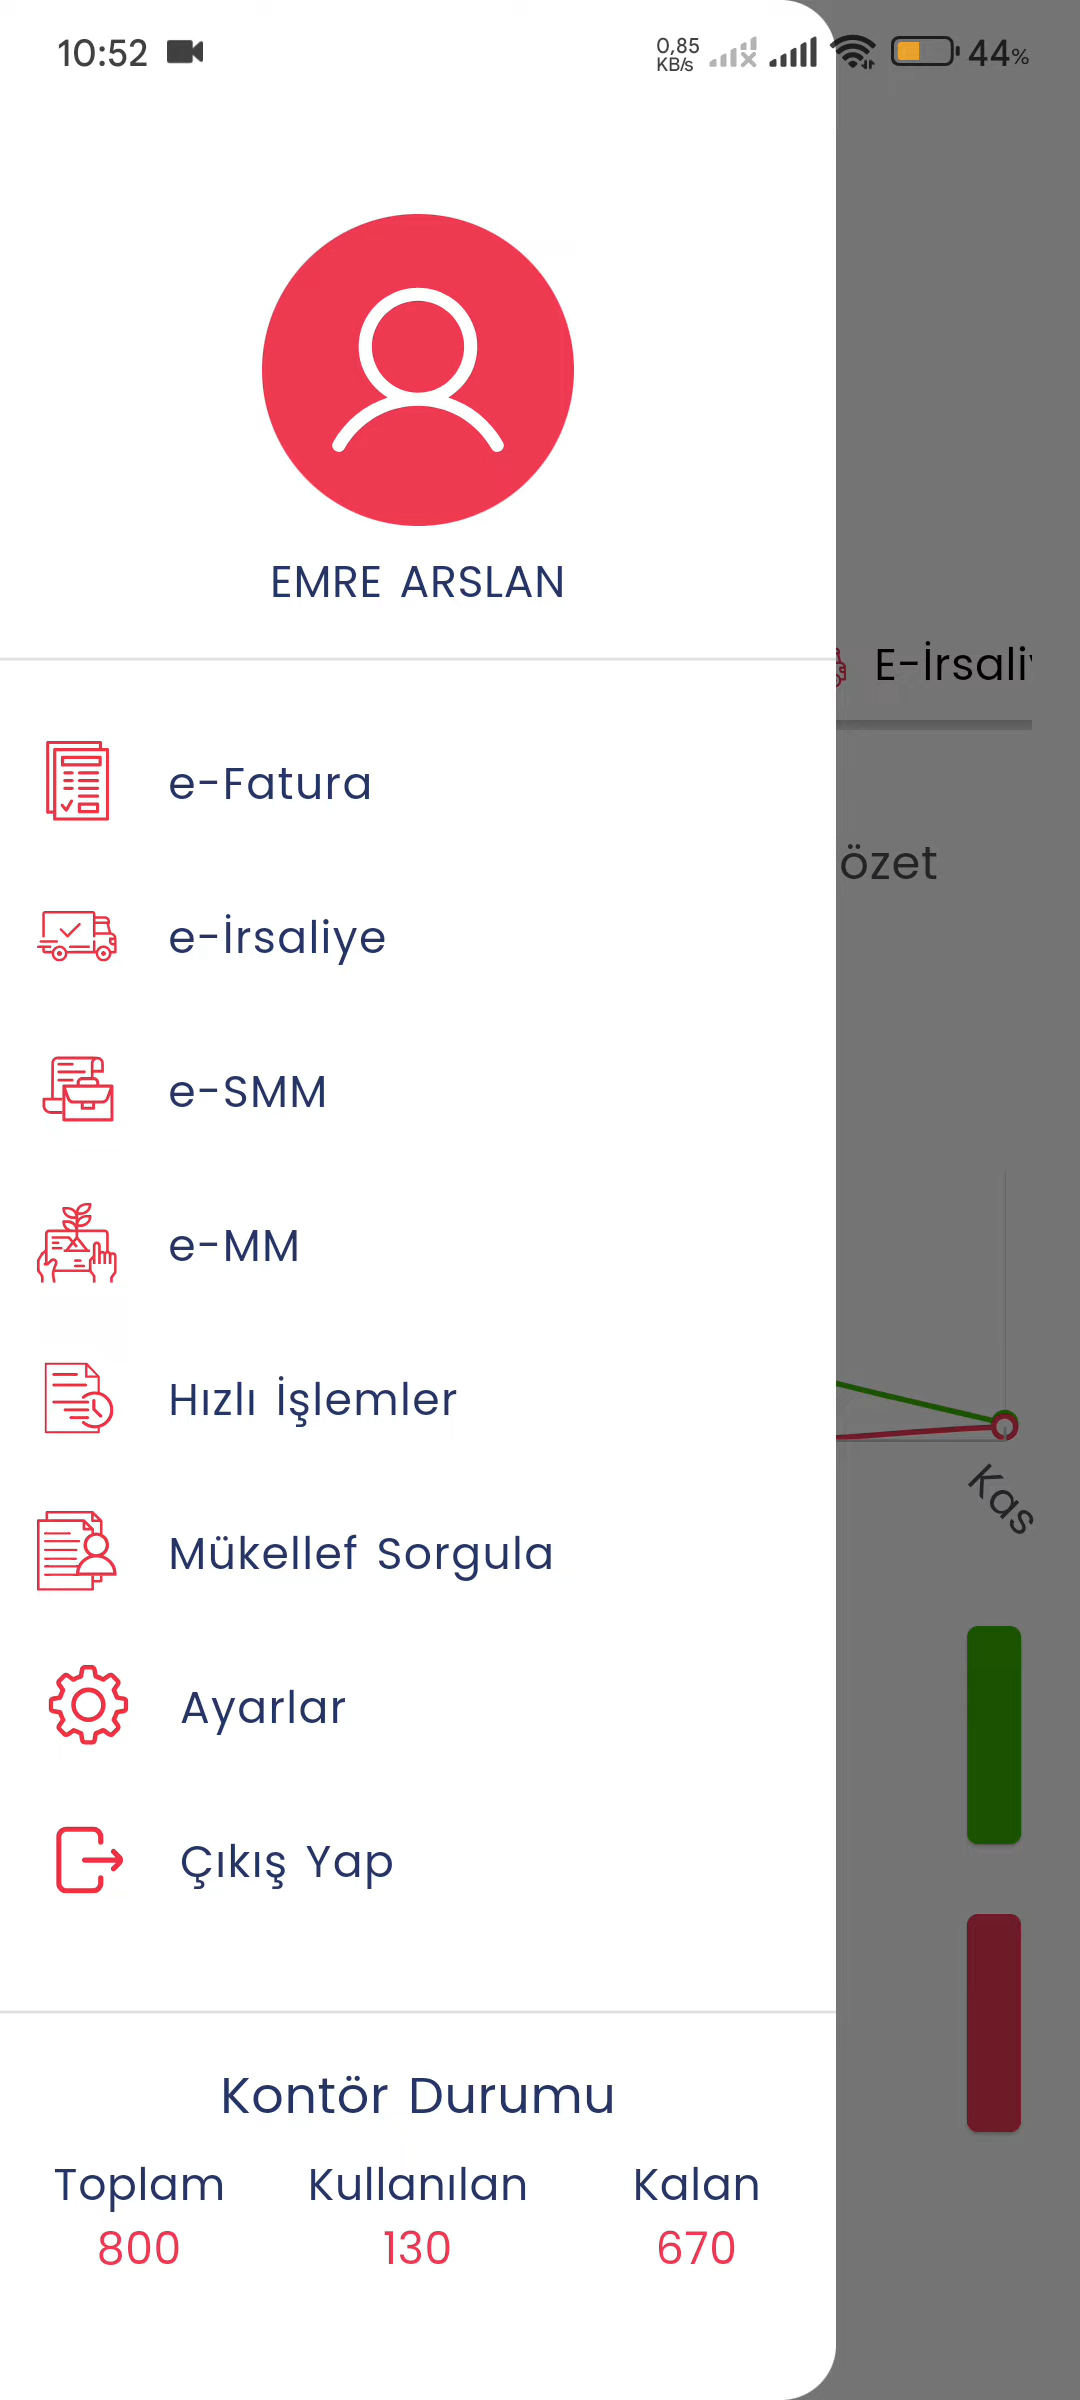 10:52
0,85
KB/s
44%
EMRE ARSLAN
E-İrsali
e-Fatura
özet
e-İrsaliye
e-SMM
e-MM
Hızlı İşlemler
Kas
Mükellef Sorgula
Ayarlar
Çıkış Yap
Kontör Durumu
Toplam Kullanılan Kalan
800 130 670